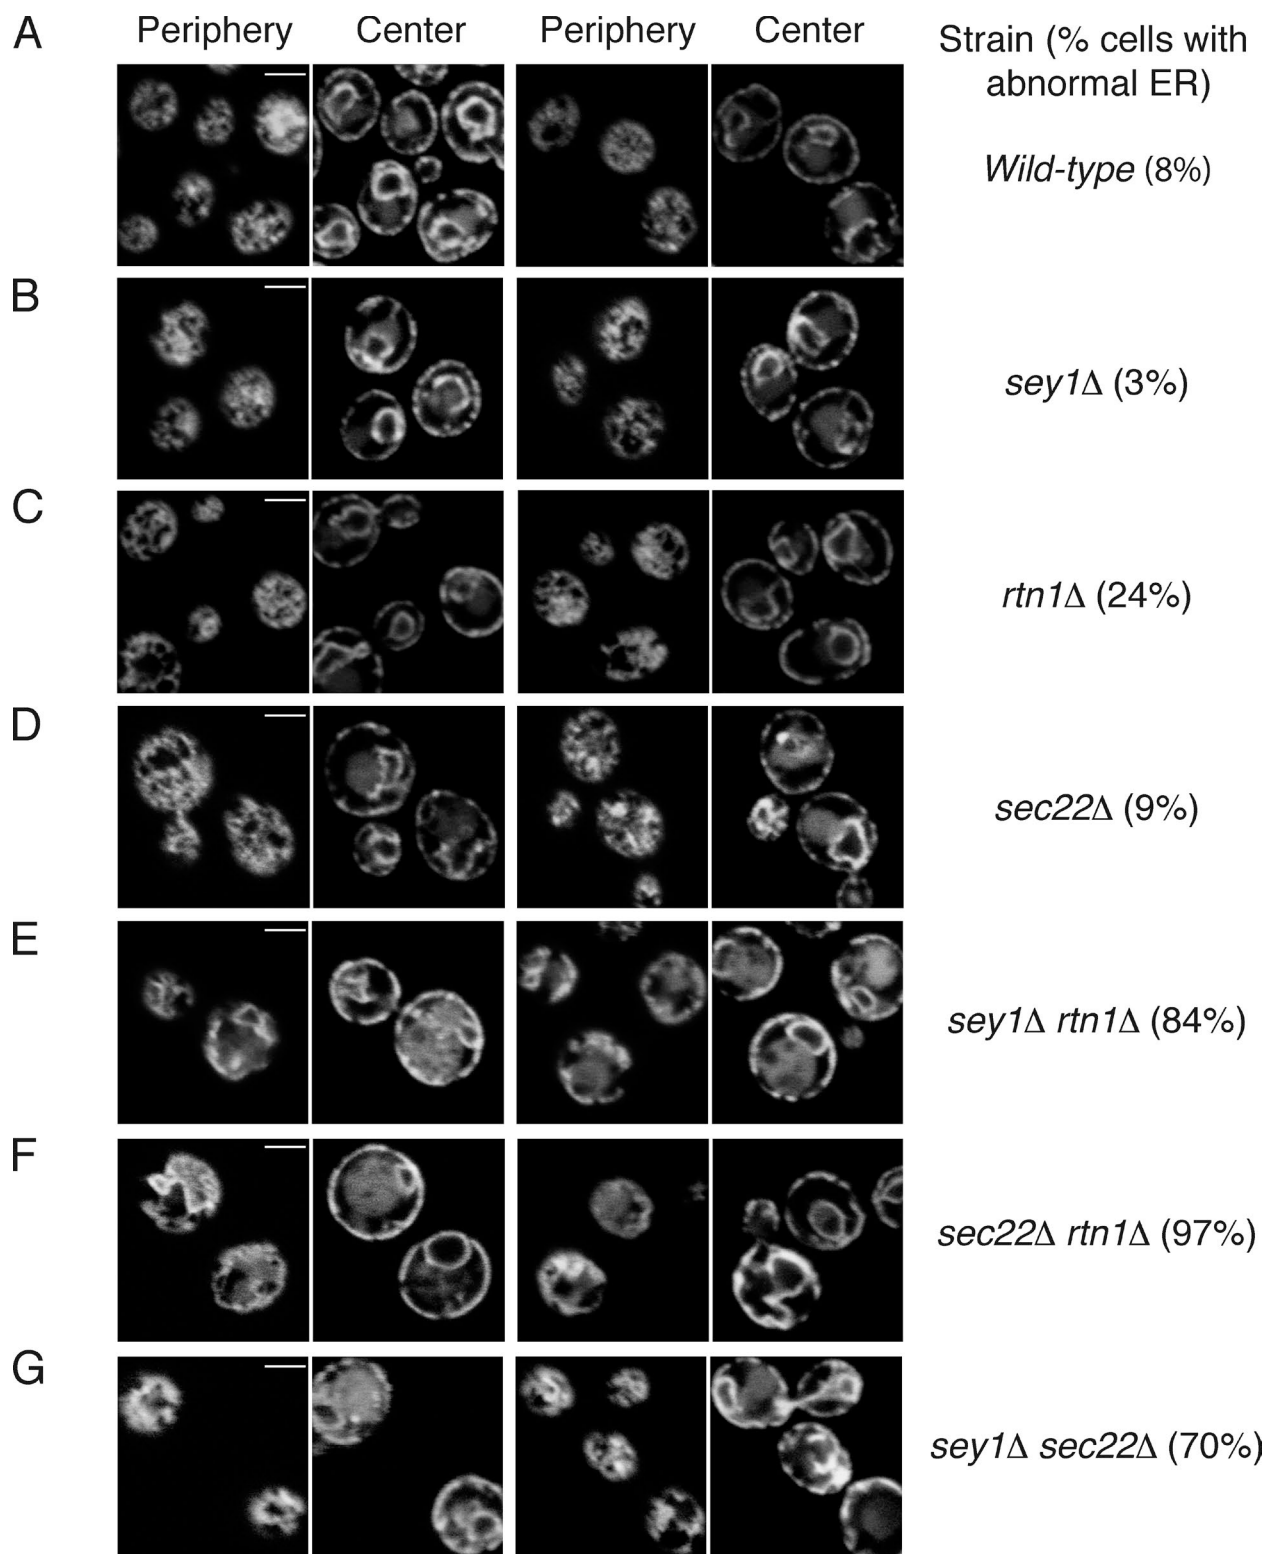 A
Periphery Center Periphery Center
Strain (% cells with
abnormal ER)
Wild-type (8%)
B
sey1Δ (3%)
C
rtn1Δ (24%)
D
sec22Δ (9%)
E
sey1Δ rtn1Δ (84%)
F
sec22Δ rtn1Δ (97%)
G
sey1Δ sec22Δ (70%)